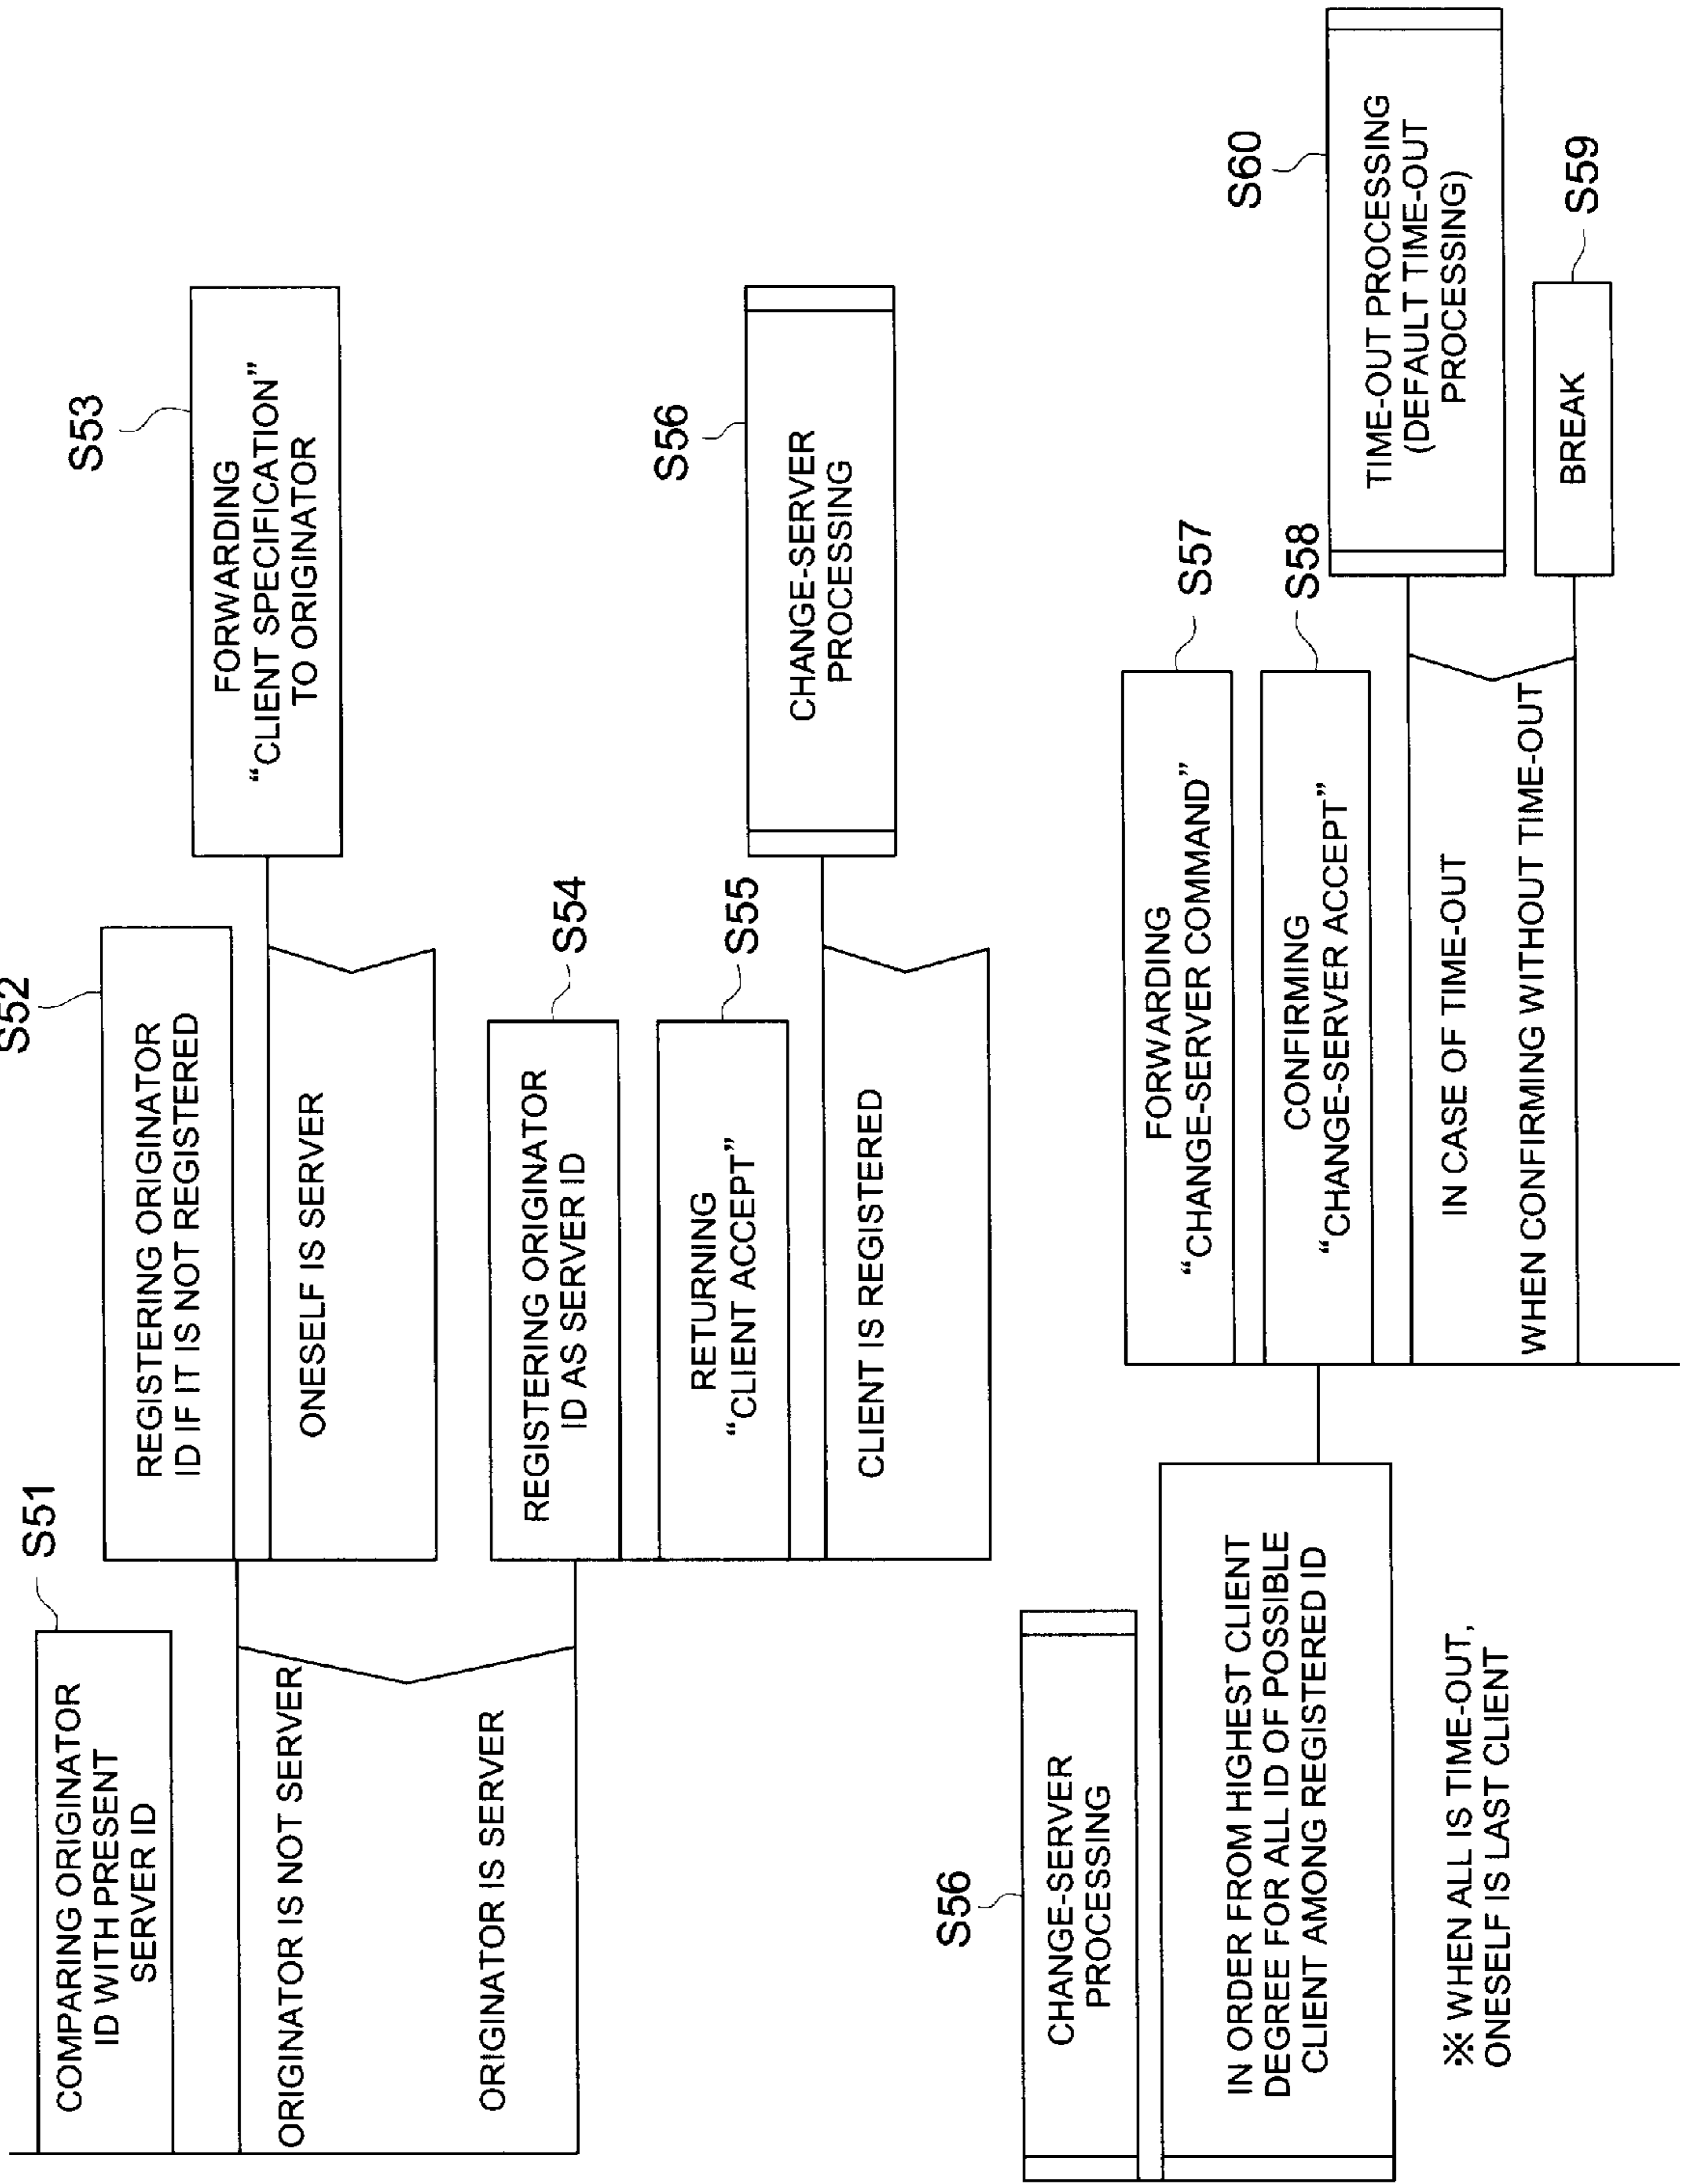 S51
COMPARING ORIGINATOR
ID WITH PRESENT
SERVER ID
ORIGINATOR IS NOT SERVER
S52
REGISTERING ORIGINATOR
ID IF IT IS NOT REGISTERED
ONESELF IS SERVER
S53
FORWARDING
“CLIENT SPECIFICATION”
TO ORIGINATOR
ORIGINATOR IS SERVER
S54
REGISTERING ORIGINATOR
ID AS SERVER ID
S55
RETURNING
“CLIENT ACCEPT”
CLIENT IS REGISTERED
S56
CHANGE-SERVER
PROCESSING
S56
CHANGE-SERVER
PROCESSING
IN ORDER FROM HIGHEST CLIENT
DEGREE FOR ALL ID OF POSSIBLE
CLIENT AMONG REGISTERED ID
S57
FORWARDING
“CHANGE-SERVER COMMAND”
S58
CONFIRMING
“CHANGE-SERVER ACCEPT”
IN CASE OF TIME-OUT
S60
TIME-OUT PROCESSING
(DEFAULT TIME-OUT
PROCESSING)
WHEN CONFIRMING WITHOUT TIME-OUT
BREAK
S59
※ WHEN ALL IS TIME-OUT,
ONESELF IS LAST CLIENT